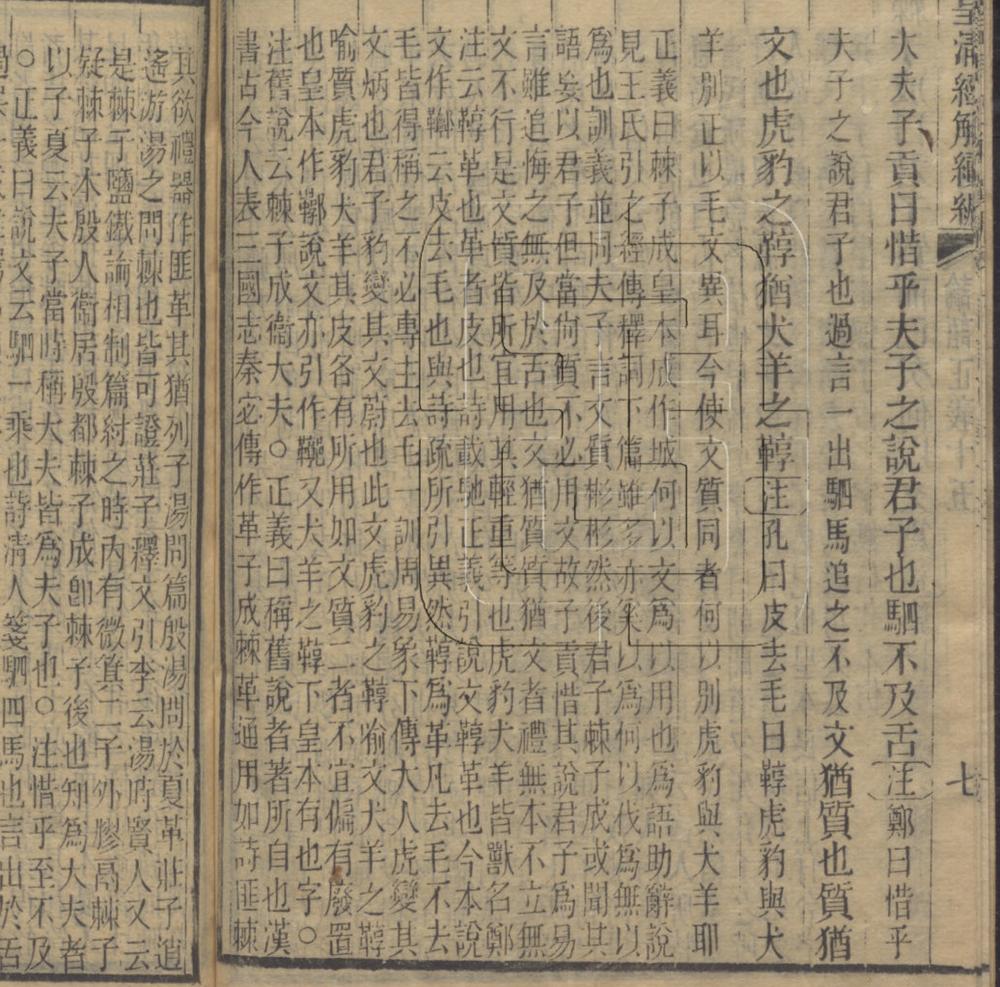 皇清經解續編
論語正義十五
七
大夫子貢曰惜乎夫子之說君子也駟不及舌注鄭曰惜乎
夫子之說君子也過言一出駟馬追之不及文猶質也質猶
文也虎豹之鞟猶犬羊之鞟注孔曰皮去毛曰鞟虎豹與犬
羊別正以毛文異耳今使文質同者何以別虎豹與犬羊耶
正義曰棘子成皇本成作城何以文爲以用也爲語助辭說
見王氏引之經傳釋詞下篇雖多亦奚以爲何以伐爲無以
爲也訓義並同夫子言文質彬彬然後君子棘子成或聞其
語妄以君子但當尙質不必用文故子貢惜其說君子爲易
言雖追悔之無及於舌也文猶質質猶文者禮無本不立無
文不行是文質皆所宜用其輕重等也虎豹犬羊皆獸名鄭
注云鞟革也革者皮也詩載馳正義引說文鞟革也今本說
文作鞹云皮去毛也與詩疏所引異然鞟爲革凡去毛不去
毛皆得稱之不必專主去毛一訓周易象下傳大人虎變其
文炳也君子豹變其文蔚也此文虎豹之鞟喻文犬羊之鞟
喻質虎豹犬羊其皮各有所用如文質二者不宜偏有廢置
也皇本作鞹說文亦引作鞹又犬羊之鞟下皇本有也字○
注舊說云棘子成衞大夫○正義曰稱舊說者著所自也漢
書古今人表三國志秦宓傳作革子成棘革通用如詩匪棘
其欲禮器作匪革其猶列子湯問篇殷湯問於夏革莊子逍
遙游湯之問棘也皆可證莊子釋文引李云湯時賢人又云
是棘子鹽鐵論相制篇紂之時內有微箕二子外膠鬲棘子
疑棘子本殷人衞居殷都棘子成卽棘子後也知爲大夫者
以子夏云夫子當時稱大夫皆爲夫子也○注惜乎至不及
○正義曰說文云駟一乘也詩淸人箋駟四馬也言出於舌